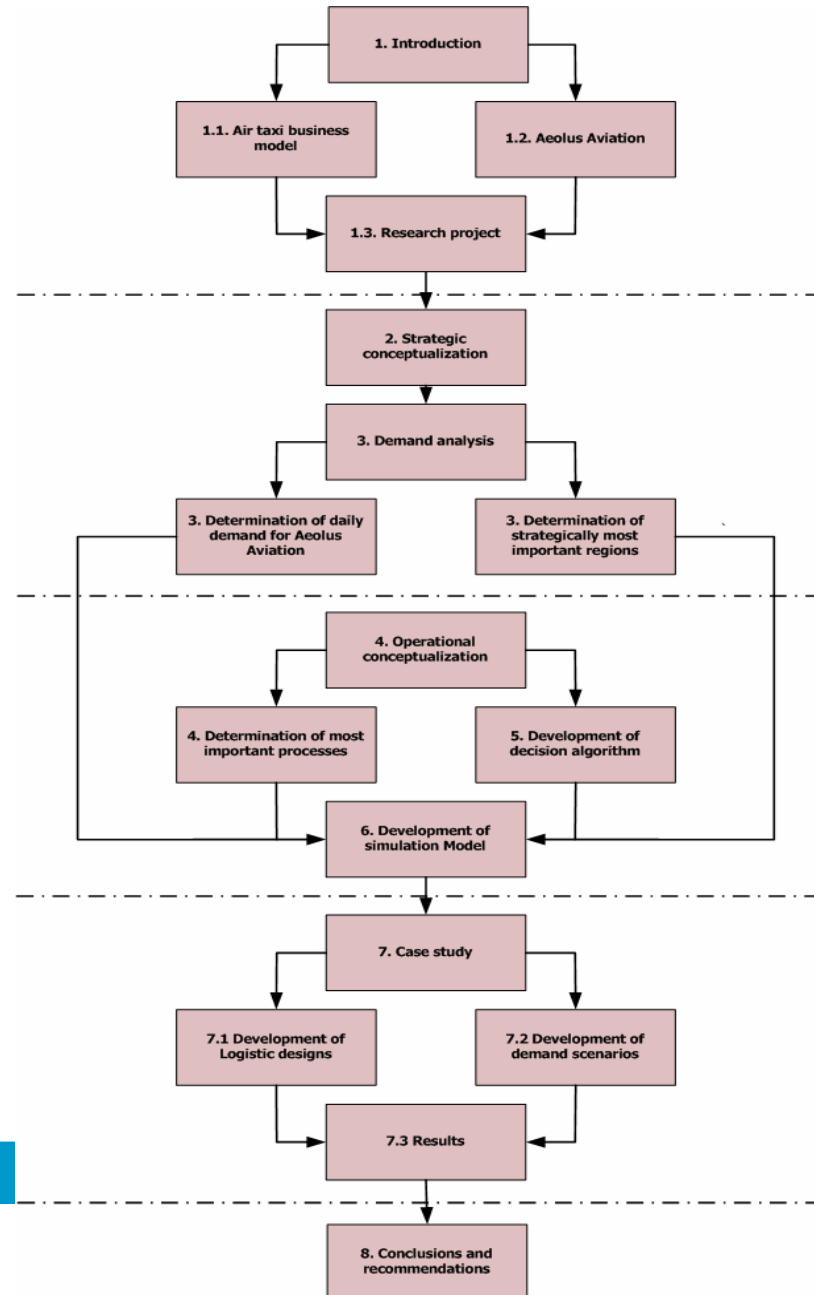 1. Introduction
1.1. Air taxi business
model
1.2. Aeolus Aviation
1.3. Research project
2. Strategic
conceptualization
3. Demand analysis
3. Determination of daily
demand for Aeolus
Aviation
3. Determination of
strategically most
important regions
4. Operational
conceptualization
4. Determination of most
important processes
5. Development of
decision algorithm
6. Development of
simulation Model
7. Case study
7.1 Development of
Logistic designs
7.2 Development of
demand scenarios
7.3 Results
8. Conclusions and
recommendations